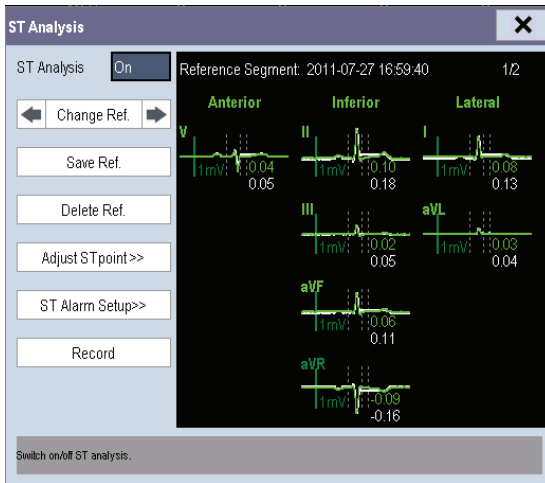 ST Analysis
ST Analysis On
Reference Segment: 2011-07-27 16:59:40 1/2
Change Ref.
Save Ref.
Delete Ref.
Adjust STpoint >>
ST Alarm Setup>>
Record
Anterior Inferior Lateral
V II I
1mV 0.04 1mV 0.10 1mV 0.08
0.05 0.18 0.13
III aVL
1mV 0.02 1mV 0.03
0.05 0.04
aVF
1mV 0.06
0.11
aVR
1mV -0.09
-0.16
Switch on/off ST analysis.